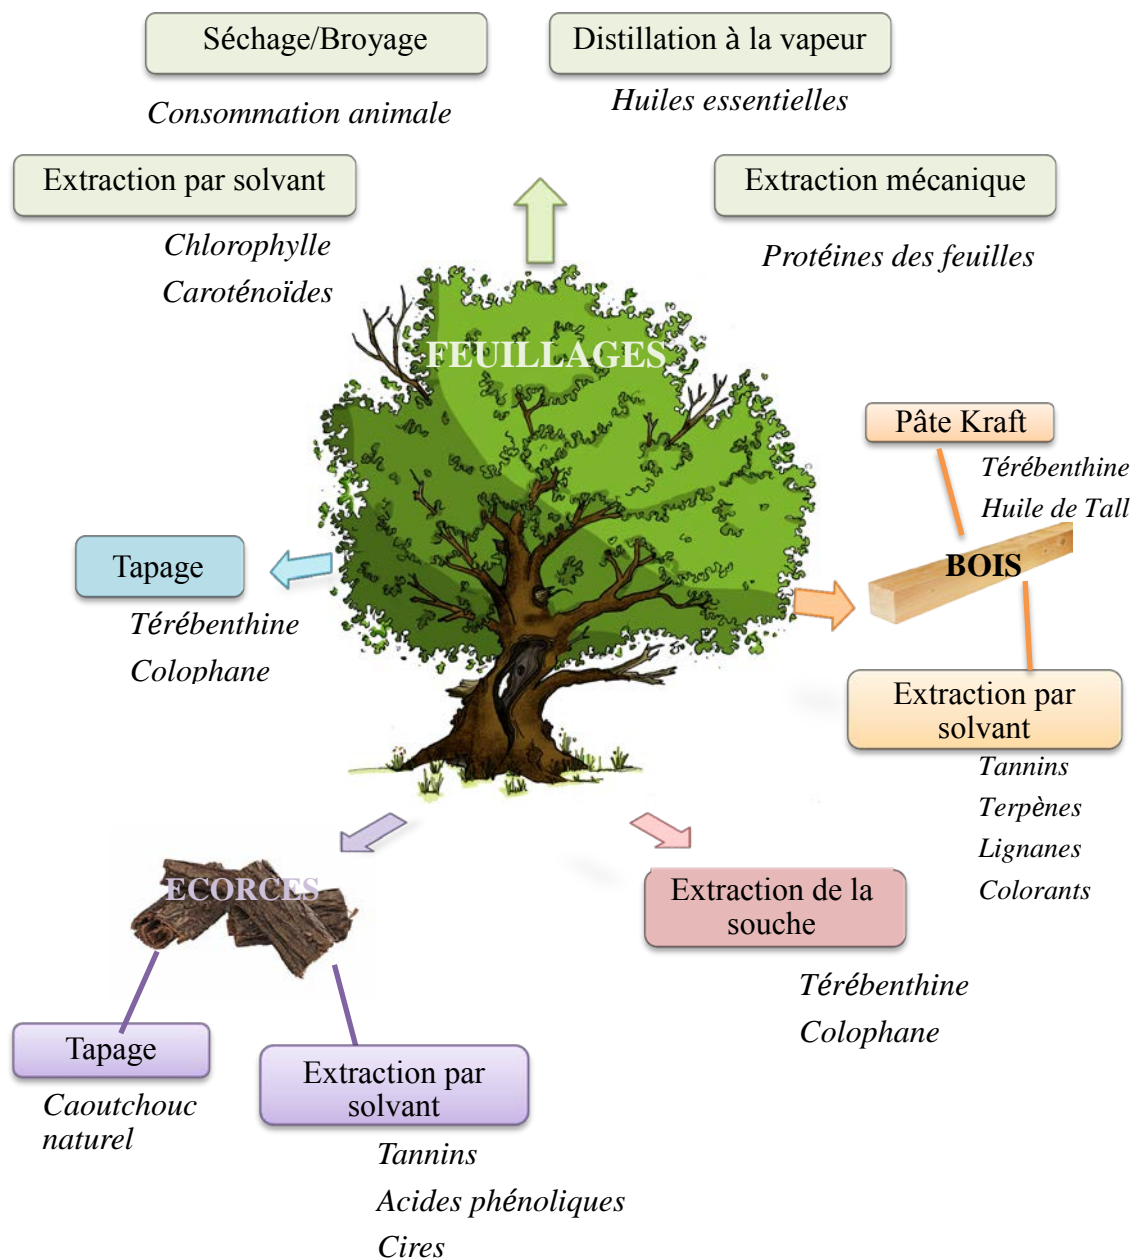 Séchage/Broyage
Distillation à la vapeur
Consommation animale
Huiles essentielles
Extraction par solvant
Extraction mécanique
Chlorophylle
Caroténoïdes
Protéines des feuilles
FEUILLAGES
Pâte Kraft
Térébenthine
Huile de Tall
BOIS
Tapage
Térébenthine
Colophane
Extraction par
solvant
Tannins
Terpènes
Lignanes
Colorants
ECORCES
Extraction de la
souche
Térébenthine
Colophane
Tapage
Caoutchouc
naturel
Extraction par
solvant
Tannins
Acides phénoliques
Cires